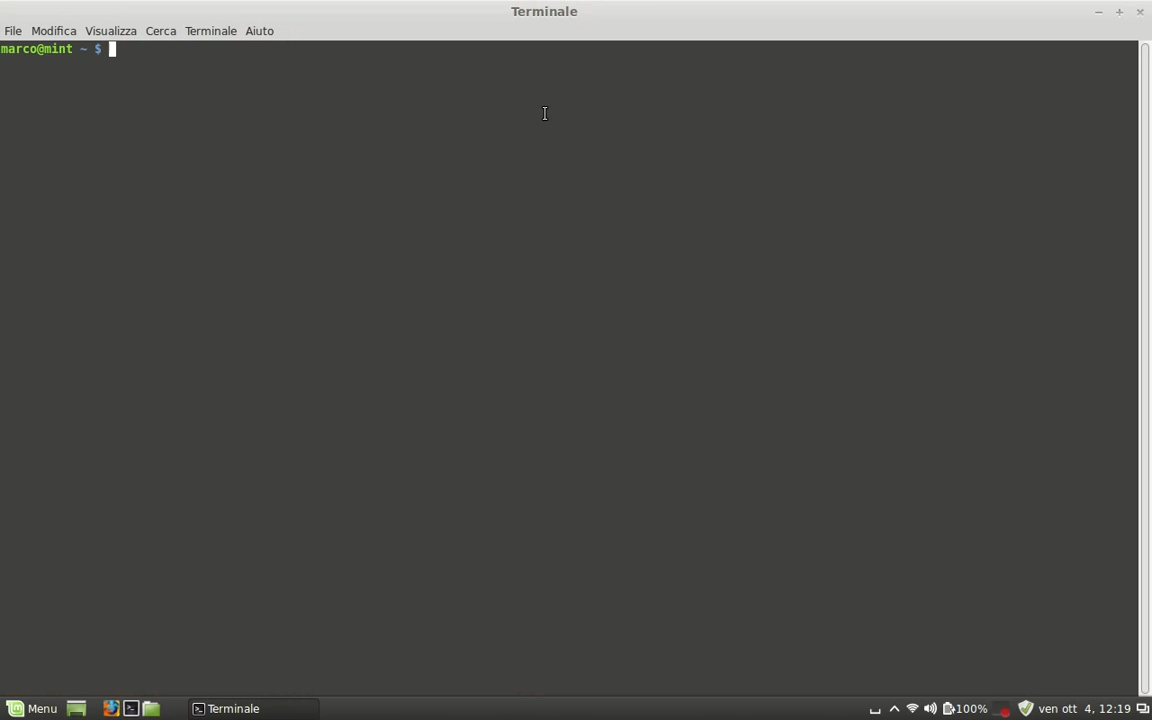 Terminale
File Modifica Visualizza Cerca Terminale Aiuto
marco@mint ~ $
Menu Terminale 100% ven ott 4, 12:19